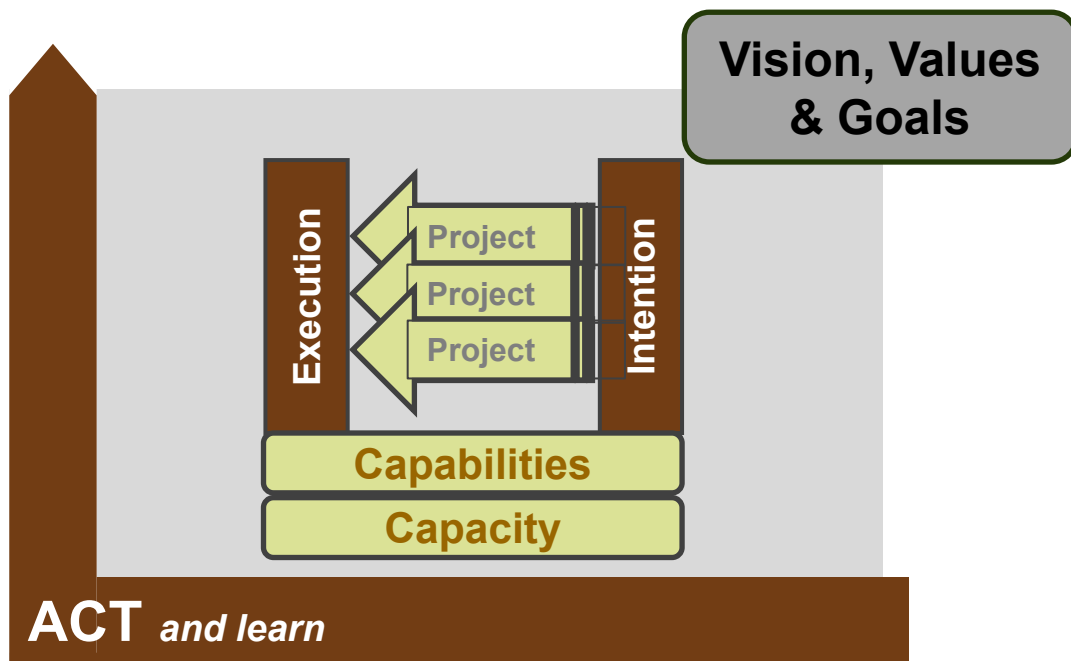 Vision, Values
& Goals
Execution
Project
Project
Project
Intention
Capabilities
Capacity
ACT and learn